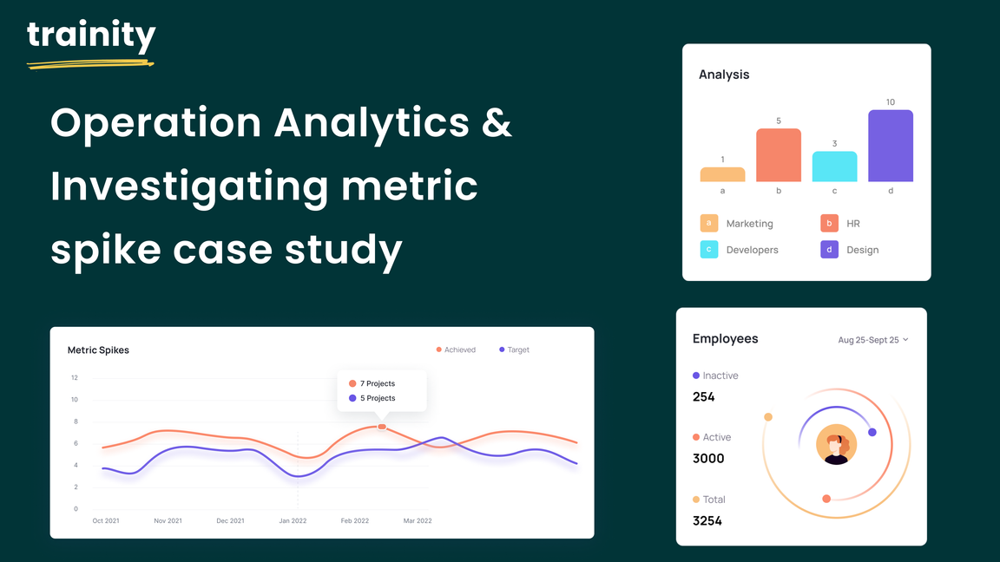 trainity
Operation Analytics &
Investigating metric
spike case study
Analysis
1
5
3
10
a
b
c
d
a Marketing
b HR
c Developers
d Design
Metric Spikes
Achieved
Target
7 Projects
5 Projects
12
10
8
6
4
2
0
Oct 2021
Nov 2021
Dec 2021
Jan 2022
Feb 2022
Mar 2022
Employees
Aug 25-Sept 25
Inactive
254
Active
3000
Total
3254